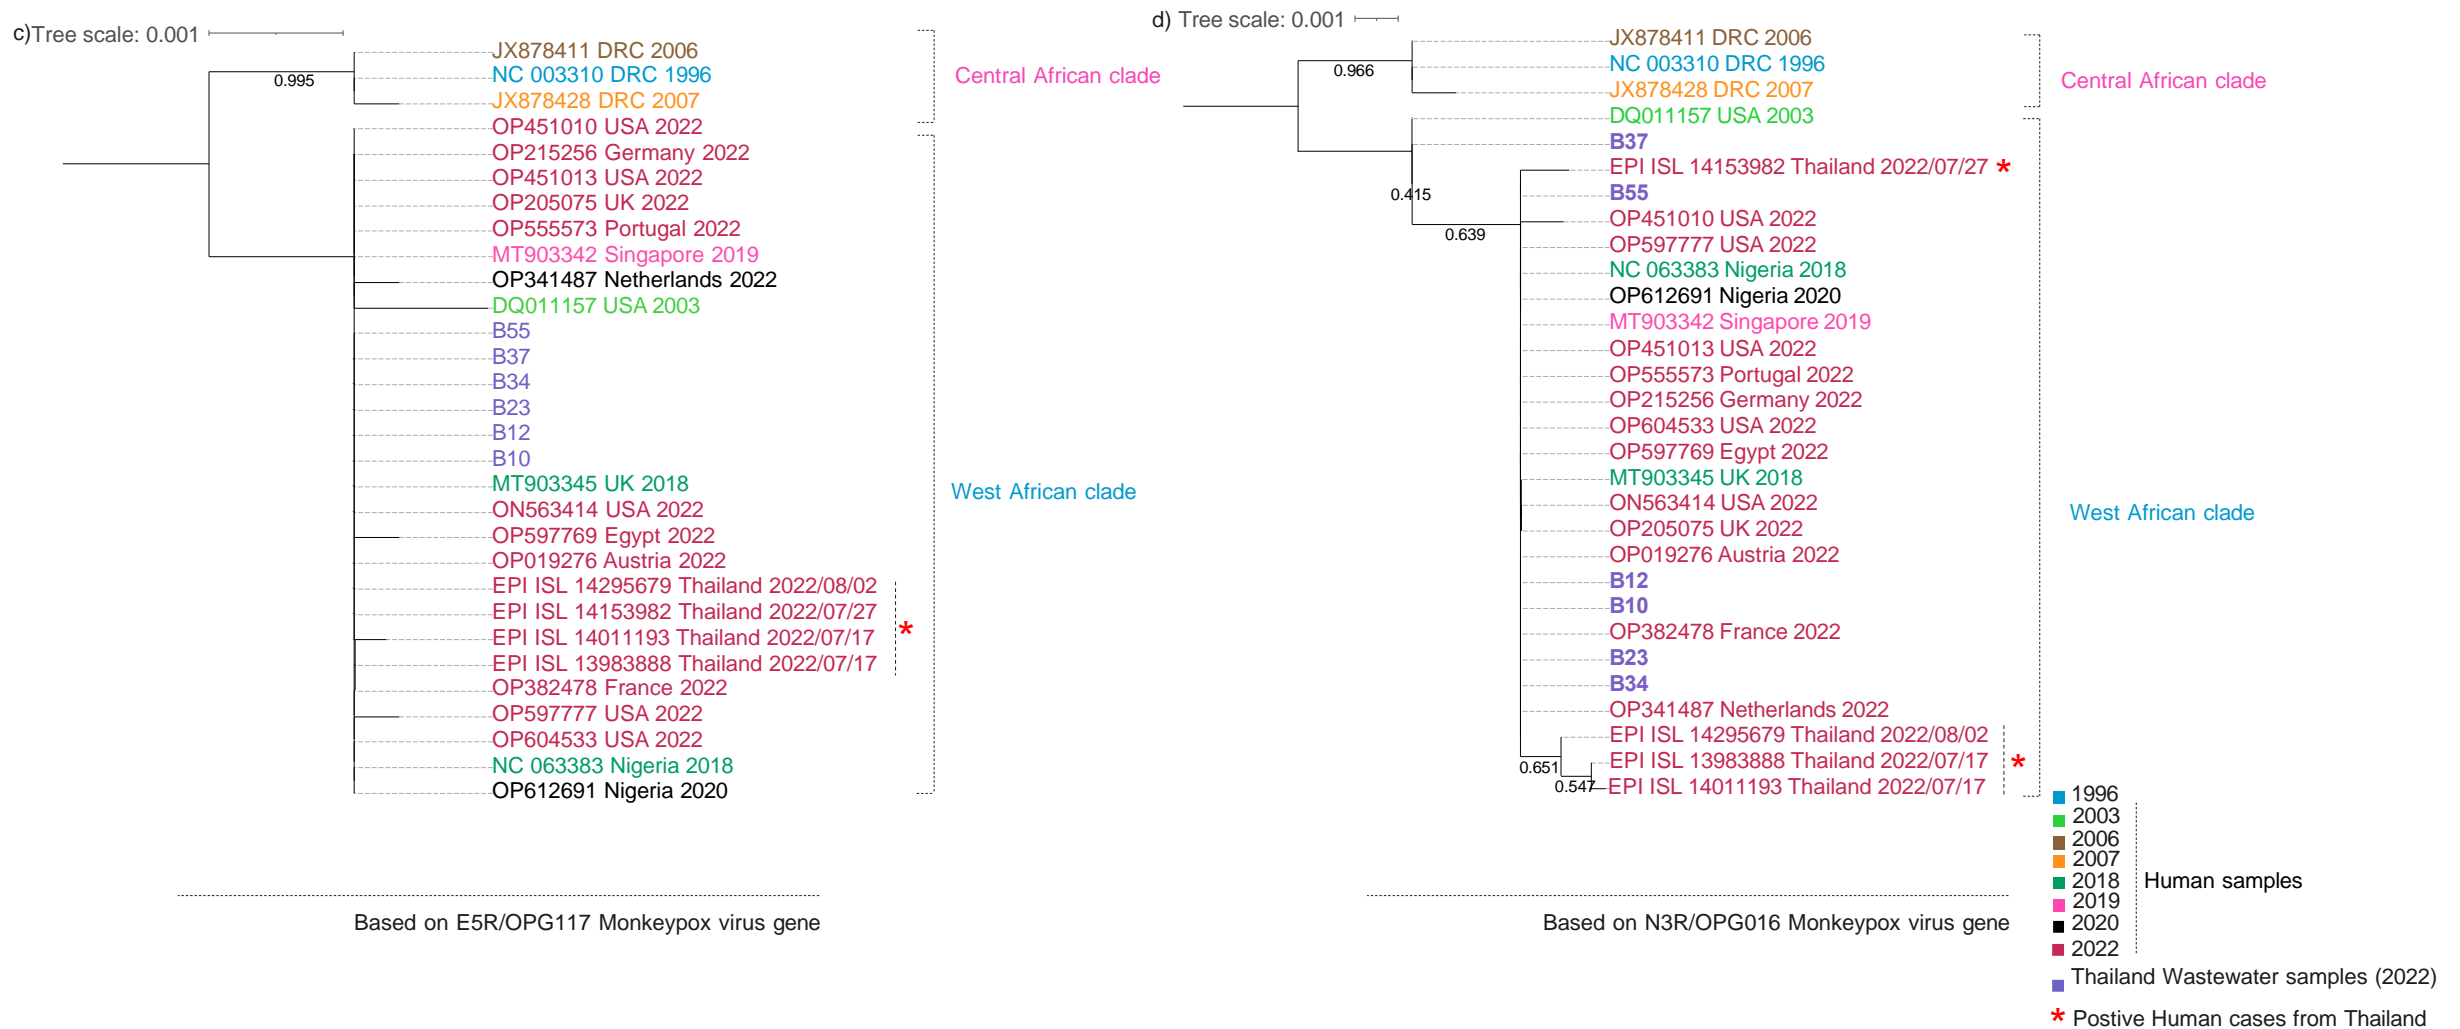 c)Tree scale: 0.001
0.995
JX878411 DRC 2006
NC 003310 DRC 1996
JX878428 DRC 2007
OP451010 USA 2022
OP215256 Germany 2022
OP451013 USA 2022
OP205075 UK 2022
OP555573 Portugal 2022
MT903342 Singapore 2019
OP341487 Netherlands 2022
DQ011157 USA 2003
B55
B37
B34
B23
B12
B10
MT903345 UK 2018
ON563414 USA 2022
OP597769 Egypt 2022
OP019276 Austria 2022
EPI ISL 14295679 Thailand 2022/08/02
EPI ISL 14153982 Thailand 2022/07/27
EPI ISL 14011193 Thailand 2022/07/17
EPI ISL 13983888 Thailand 2022/07/17
*
OP382478 France 2022
OP597777 USA 2022
OP604533 USA 2022
NC 063383 Nigeria 2018
OP612691 Nigeria 2020
Central African clade
West African clade
Based on E5R/OPG117 Monkeypox virus gene
d) Tree scale: 0.001
0.966
0.415
0.639
0.651
0.547
JX878411 DRC 2006
NC 003310 DRC 1996
JX878428 DRC 2007
DQ011157 USA 2003
B37
EPI ISL 14153982 Thailand 2022/07/27 *
B55
OP451010 USA 2022
OP597777 USA 2022
NC 063383 Nigeria 2018
OP612691 Nigeria 2020
MT903342 Singapore 2019
OP451013 USA 2022
OP555573 Portugal 2022
OP215256 Germany 2022
OP604533 USA 2022
OP597769 Egypt 2022
MT903345 UK 2018
ON563414 USA 2022
OP205075 UK 2022
OP019276 Austria 2022
B12
B10
OP382478 France 2022
B23
B34
OP341487 Netherlands 2022
EPI ISL 14295679 Thailand 2022/08/02
EPI ISL 13983888 Thailand 2022/07/17
EPI ISL 14011193 Thailand 2022/07/17
*
Central African clade
West African clade
Based on N3R/OPG016 Monkeypox virus gene
1996
2003
2006
2007
2018
2019
2020
2022
Human samples
Thailand Wastewater samples (2022)
* Postive Human cases from Thailand